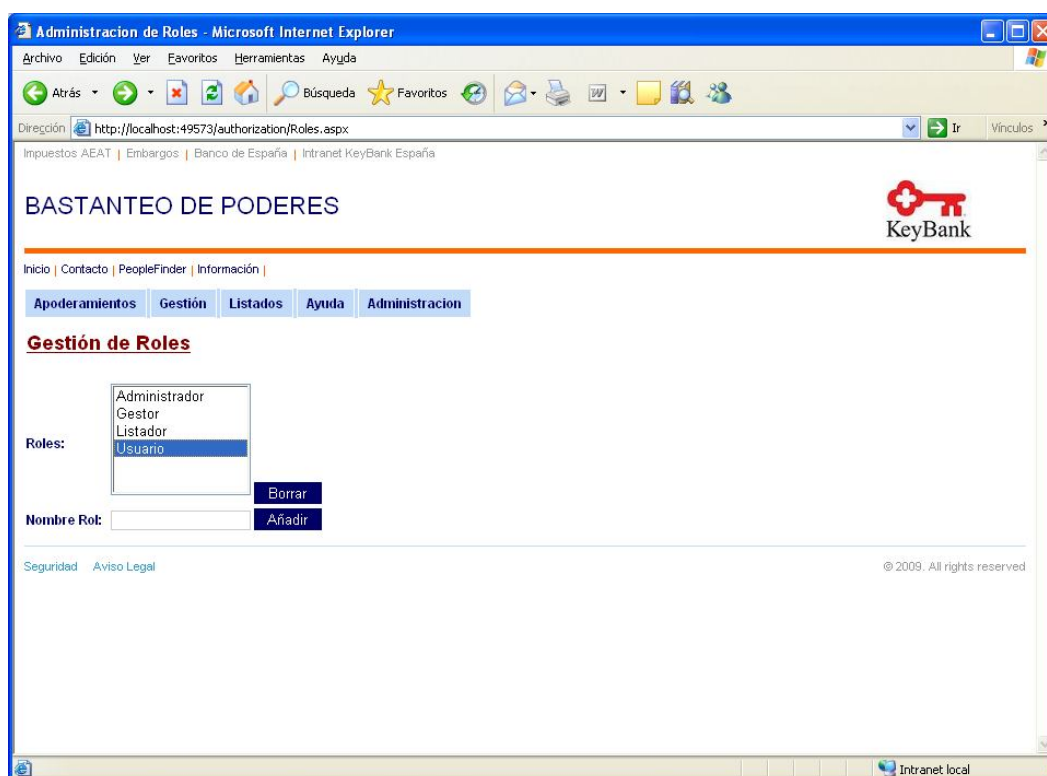 Administracion de Roles - Microsoft Internet Explorer
Archivo Edición Ver Favoritos Herramientas Ayuda
Atrás Búsqueda Favoritos
Dirección http://localhost:49573/authorization/Roles.aspx Ir Vínculos
Impuestos AEAT | Embargos | Banco de España | Intranet KeyBank España
BASTANTEO DE PODERES
KeyBank
Inicio | Contacto | PeopleFinder | Información |
Apoderamientos Gestión Listados Ayuda Administracion
Gestión de Roles
Administrador
Gestor
Listador
Roles: Usuario
Borrar
Nombre Rol: Añadir
Seguridad Aviso Legal © 2009. All rights reserved
Intranet local